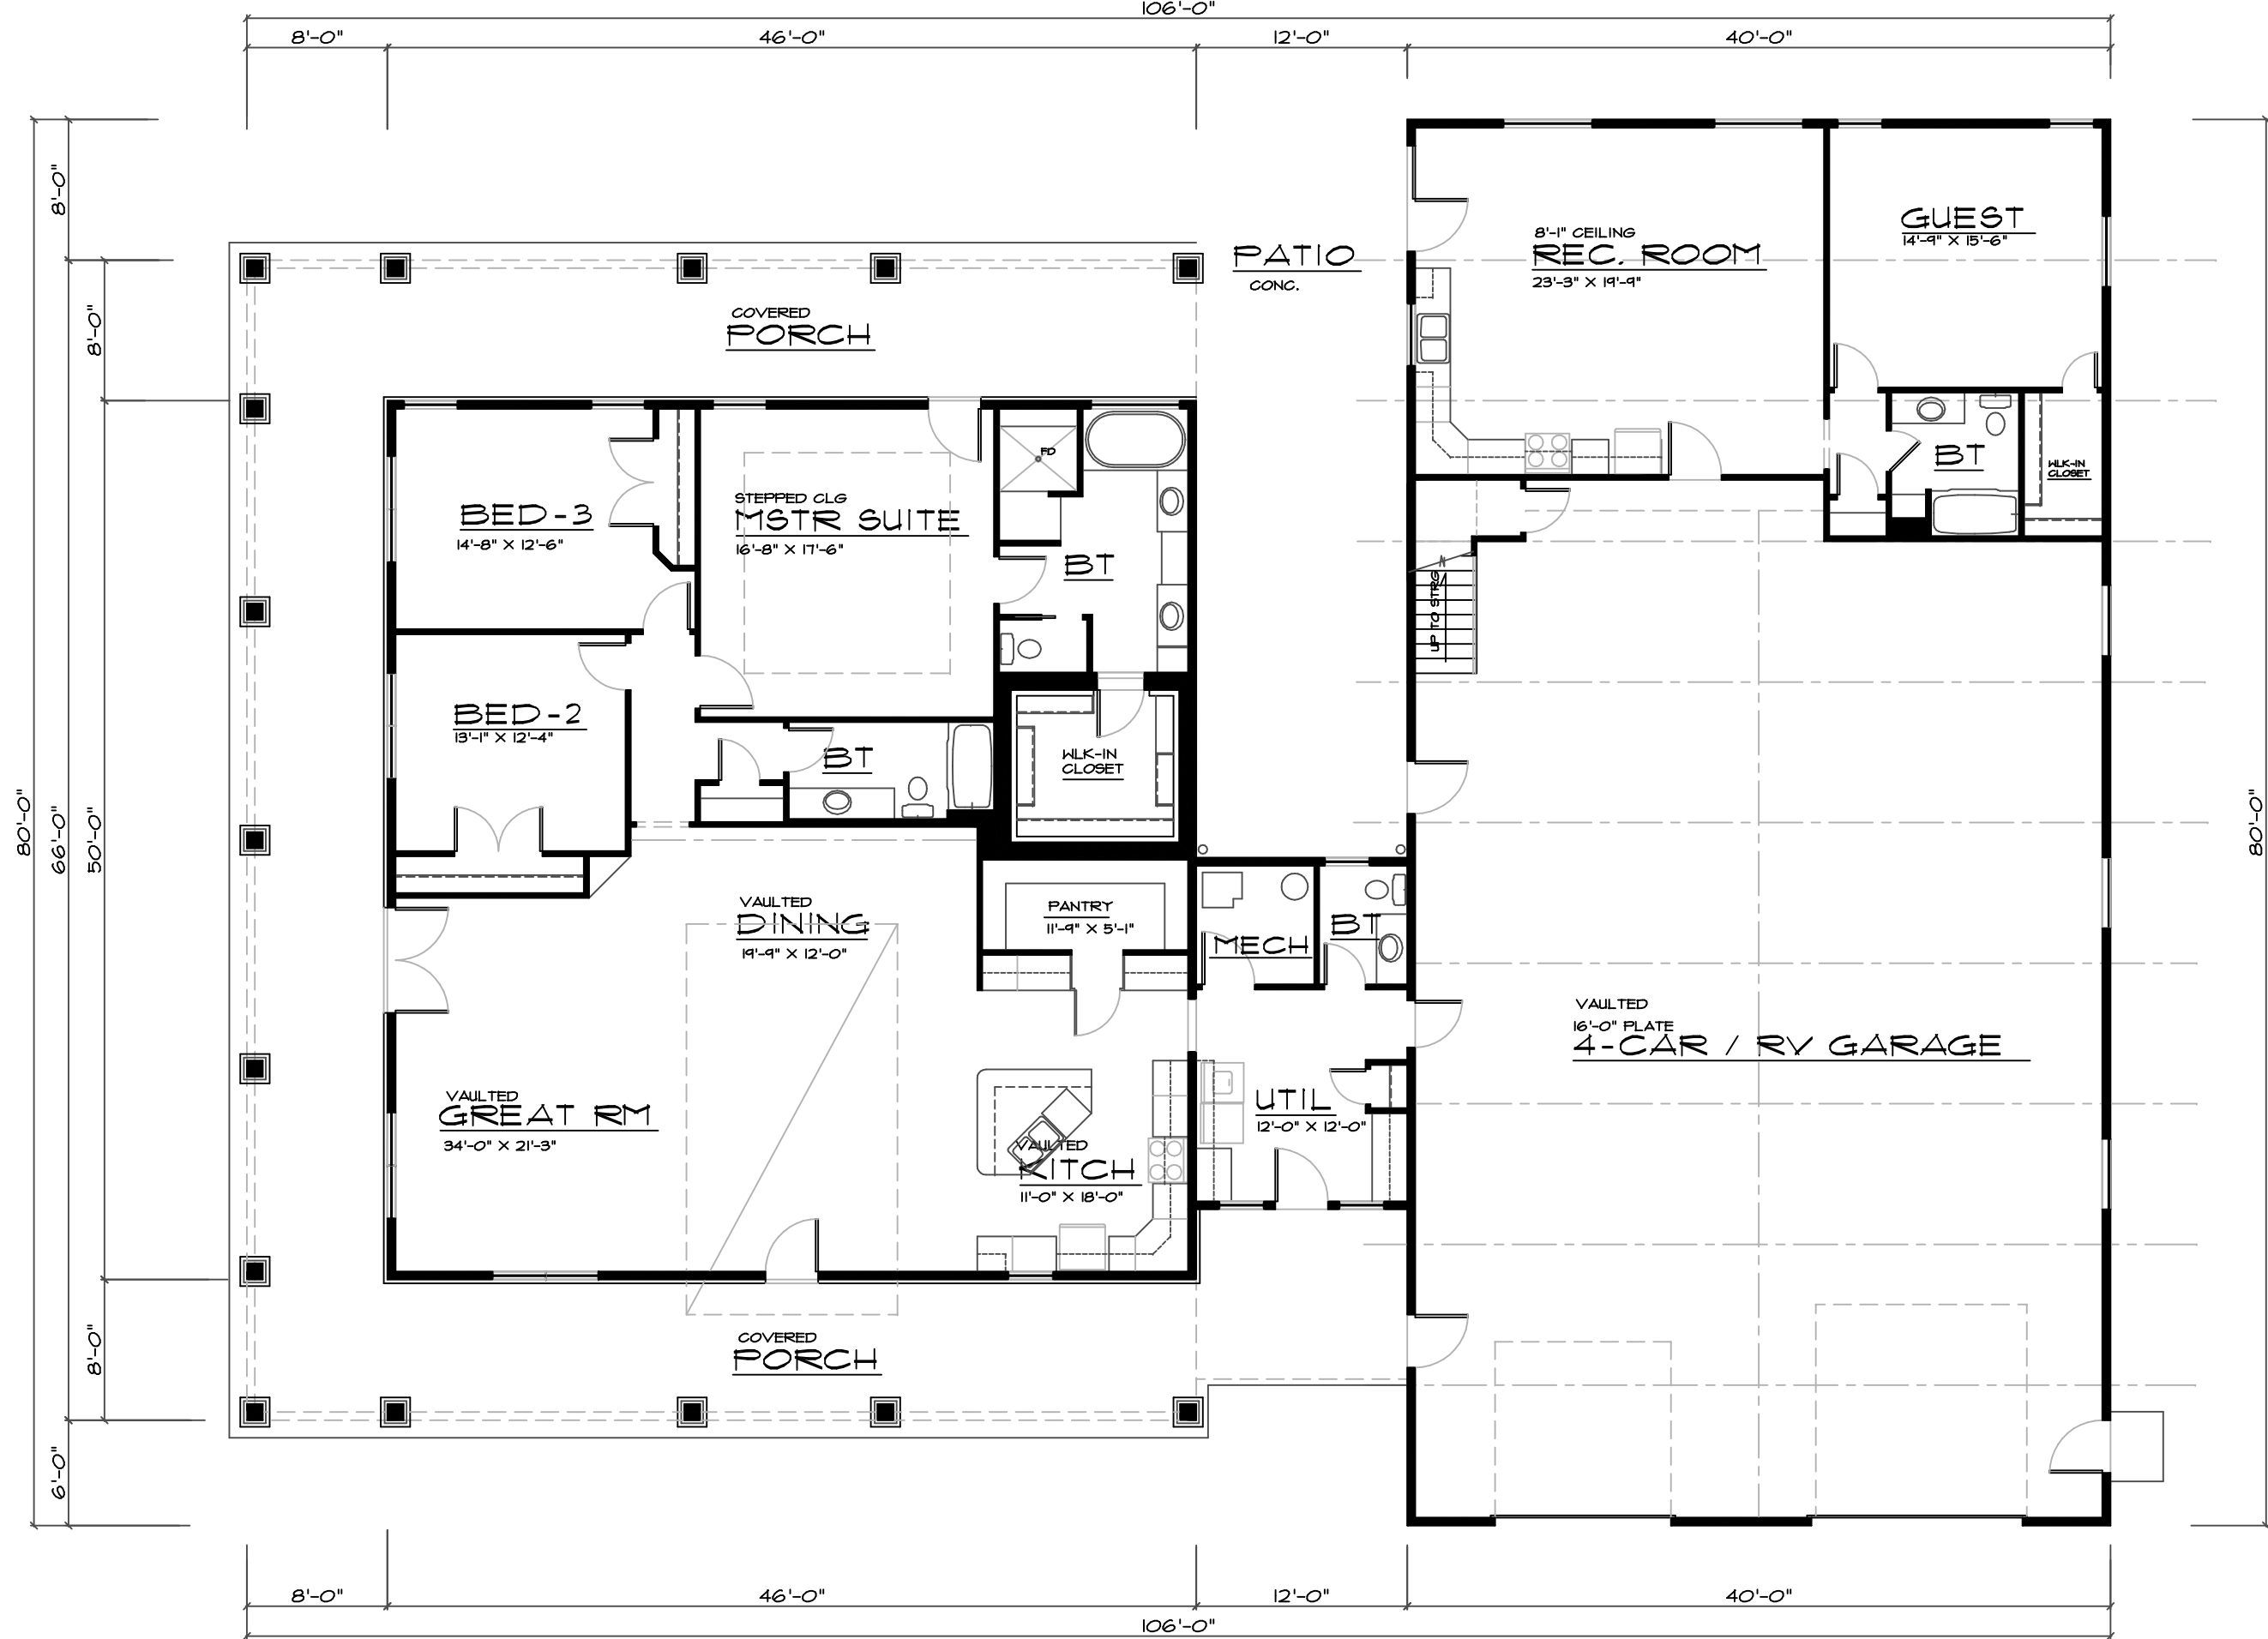 106'-0"
8'-0"
46'-0"
12'-0"
40'-0"
8'-0"
8'-0"
80'-0"
66'-0"
50'-0"
8'-0"
6'-0"
80'-0"
COVERED
PORCH
PATIO
CONC.
8'-1" CEILING
REC. ROOM
23'-3" X 19'-9"
GUEST
14'-9" X 15'-6"
BT
WLK-IN
CLOSET
BED-3
14'-8" X 12'-6"
STEPPED CLG
MSTR SUITE
16'-8" X 17'-6"
FD
BT
UP TO STRG
BED-2
13'-1" X 12'-4"
BT
WLK-IN
CLOSET
VAULTED
DINING
19'-9" X 12'-0"
PANTRY
11'-9" X 5'-1"
MECH
BT
VAULTED
16'-0" PLATE
4-CAR / RV GARAGE
VAULTED
GREAT RM
34'-0" X 21'-3"
VAULTED
KITCH
11'-0" X 18'-0"
UTIL
12'-0" X 12'-0"
COVERED
PORCH
8'-0"
46'-0"
12'-0"
40'-0"
106'-0"